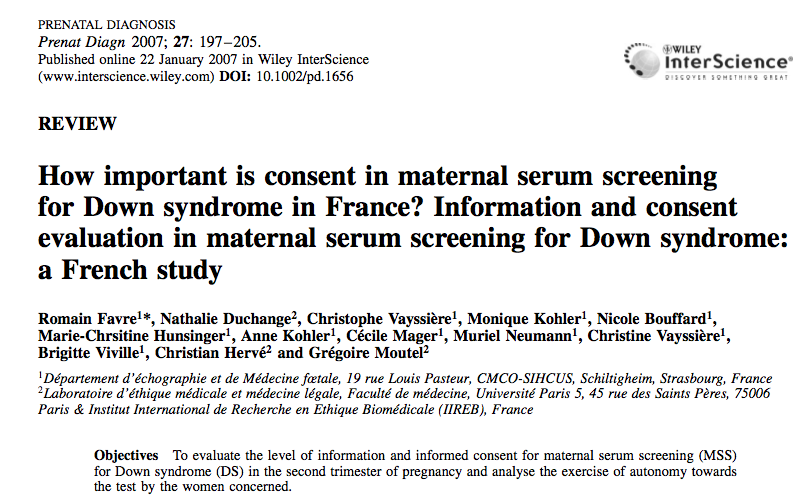 PRENATAL DIAGNOSIS
Prenat Diagn 2007; 27: 197–205.
Published online 22 January 2007 in Wiley InterScience
(www.interscience.wiley.com) DOI: 10.1002/pd.1656
WILEY
InterScience®
DISCOVER SOMETHING GREAT
REVIEW
How important is consent in maternal serum screening
for Down syndrome in France? Information and consent
evaluation in maternal serum screening for Down syndrome:
a French study
Romain Favre1*, Nathalie Duchange2, Christophe Vayssière1, Monique Kohler1, Nicole Bouffard1,
Marie-Chrsitine Hunsinger1, Anne Kohler1, Cécile Mager1, Muriel Neumann1, Christine Vayssière1,
Brigitte Viville1, Christian Hervé2 and Grégoire Moutel2
1Département d'échographie et de Médecine fœtale, 19 rue Louis Pasteur, CMCO-SIHCUS, Schiltigheim, Strasbourg, France
2Laboratoire d'éthique médicale et médecine légale, Faculté de médecine, Université Paris 5, 45 rue des Saints Pères, 75006
Paris & Institut International de Recherche en Ethique Biomédicale (IIREB), France
Objectives To evaluate the level of information and informed consent for maternal serum screening (MSS)
for Down syndrome (DS) in the second trimester of pregnancy and analyse the exercise of autonomy towards
the test by the women concerned.